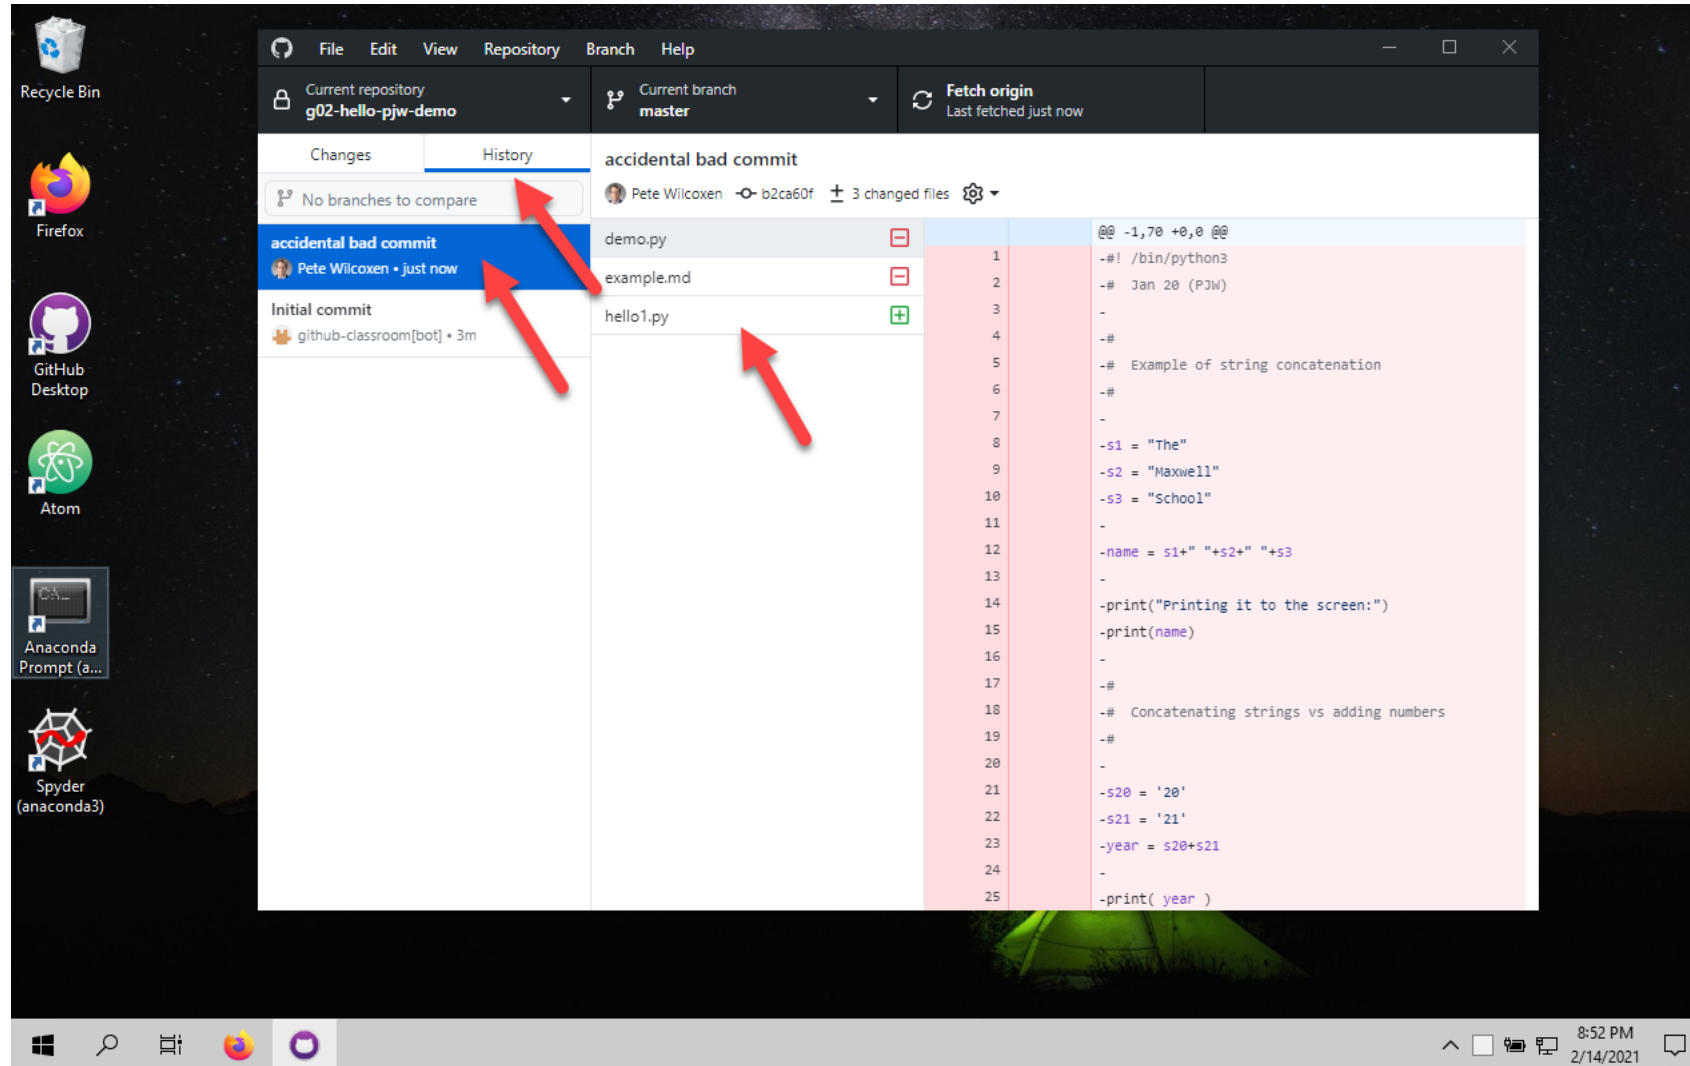 Recycle Bin
Firefox
GitHub
Desktop
Atom
Anaconda
Prompt (a...
Spyder
(anaconda3)
File Edit View Repository Branch Help
Current repository
g02-hello-pjw-demo
Current branch
master
Fetch origin
Last fetched just now
Changes History
No branches to compare
accidental bad commit
Pete Wilcoxen • just now
Initial commit
github-classroom[bot] • 3m
accidental bad commit
Pete Wilcoxen b2ca60f 3 changed files
demo.py
example.md
hello1.py
@@ -1,70 +0,0 @@
1 -#! /bin/python3
2 -#  Jan 20 (PJW)
3 -
4 -#
5 -#  Example of string concatenation
6 -#
7 -
8 -s1 = "The"
9 -s2 = "Maxwell"
10 -s3 = "School"
11 -
12 -name = s1+" "+s2+" "+s3
13 -
14 -print("Printing it to the screen:")
15 -print(name)
16 -
17 -#
18 -#  Concatenating strings vs adding numbers
19 -#
20 -
21 -s20 = '20'
22 -s21 = '21'
23 -year = s20+s21
24 -
25 -print( year )
8:52 PM
2/14/2021